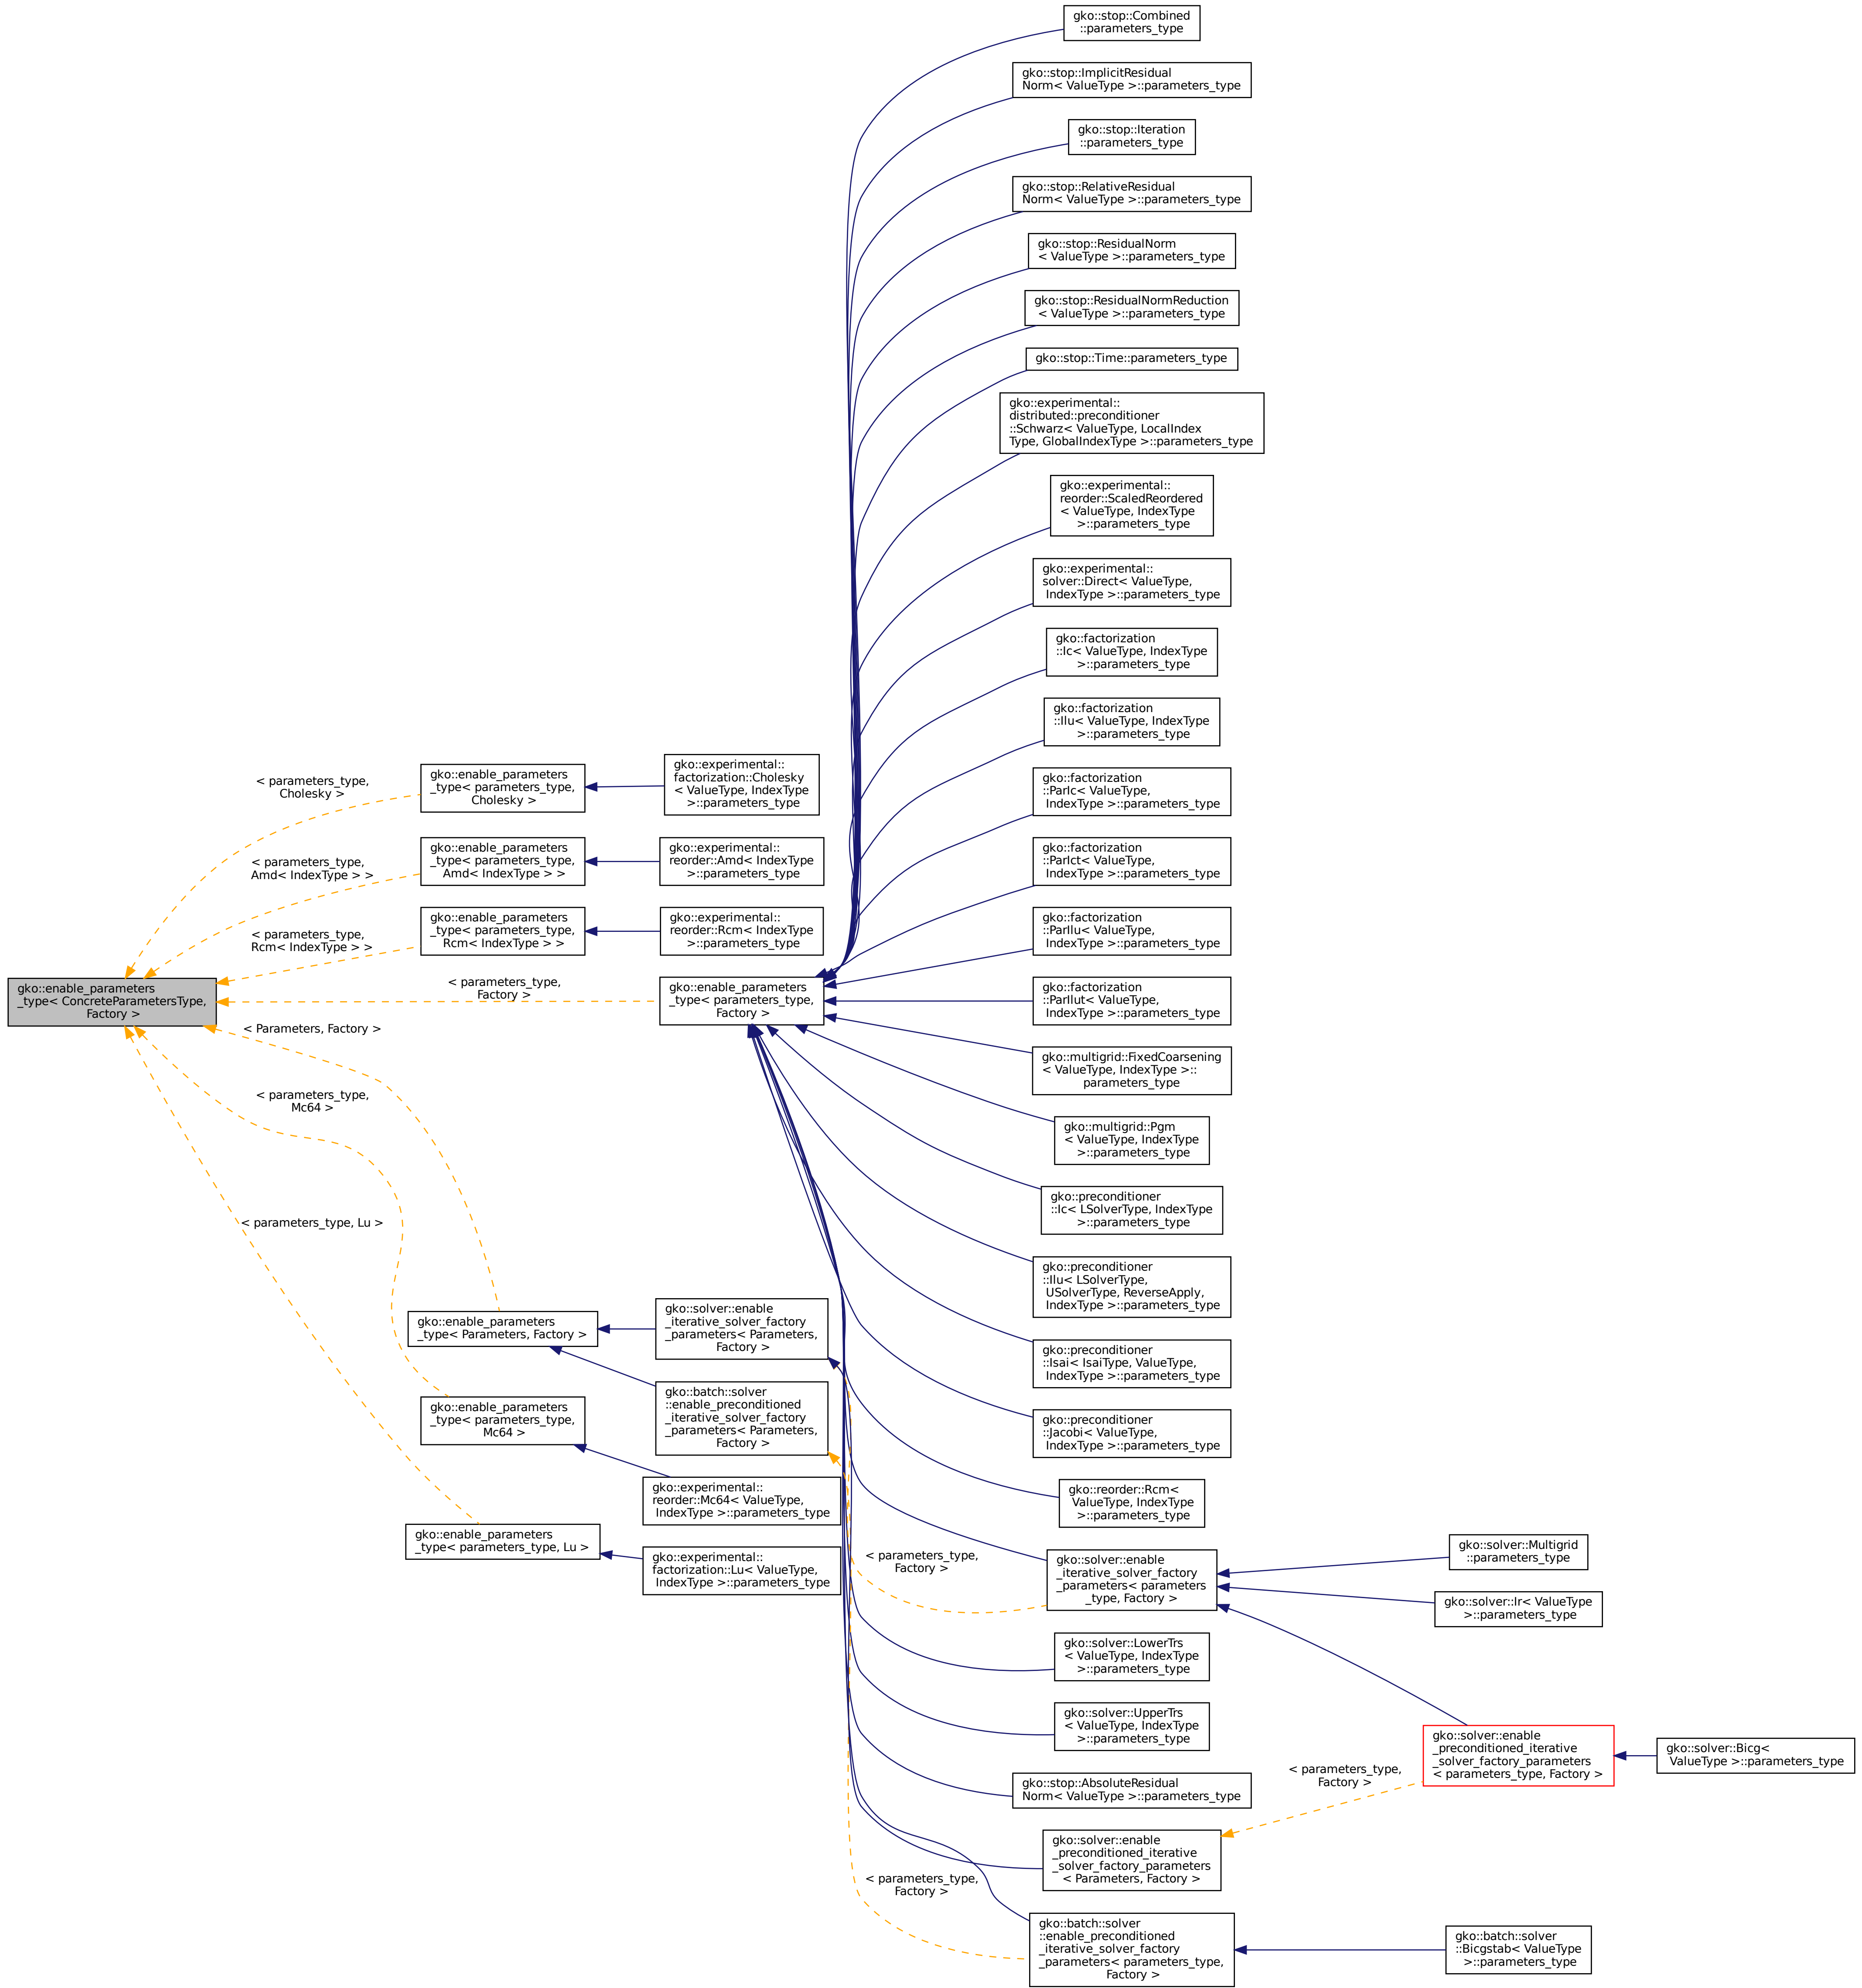 gko::stop::Combined
::parameters_type
gko::stop::ImplicitResidual
Norm< ValueType >::parameters_type
gko::stop::Iteration
::parameters_type
gko::stop::RelativeResidual
Norm< ValueType >::parameters_type
gko::stop::ResidualNorm
< ValueType >::parameters_type
gko::stop::ResidualNormReduction
< ValueType >::parameters_type
gko::stop::Time::parameters_type
gko::experimental::
distributed::preconditioner
::Schwarz< ValueType, LocalIndex
Type, GlobalIndexType >::parameters_type
gko::experimental::
reorder::ScaledReordered
< ValueType, IndexType
>::parameters_type
gko::experimental::
solver::Direct< ValueType,
IndexType >::parameters_type
gko::factorization
::Ic< ValueType, IndexType
>::parameters_type
gko::factorization
::Ilu< ValueType, IndexType
>::parameters_type
< parameters_type,
Cholesky >
gko::enable_parameters
_type< parameters_type,
Cholesky >
gko::experimental::
factorization::Cholesky
< ValueType, IndexType
>::parameters_type
gko::factorization
::ParIc< ValueType,
IndexType >::parameters_type
< parameters_type,
Amd< IndexType > >
gko::enable_parameters
_type< parameters_type,
Amd< IndexType > >
gko::experimental::
reorder::Amd< IndexType
>::parameters_type
gko::factorization
::ParIct< ValueType,
IndexType >::parameters_type
< parameters_type,
Rcm< IndexType > >
gko::enable_parameters
_type< parameters_type,
Rcm< IndexType > >
gko::experimental::
reorder::Rcm< IndexType
>::parameters_type
gko::factorization
::ParIlu< ValueType,
IndexType >::parameters_type
gko::enable_parameters
_type< ConcreteParametersType,
Factory >
< parameters_type,
Factory >
gko::enable_parameters
_type< parameters_type,
Factory >
gko::factorization
::ParIlut< ValueType,
IndexType >::parameters_type
< Parameters, Factory >
gko::multigrid::FixedCoarsening
< ValueType, IndexType >::
parameters_type
< parameters_type,
Mc64 >
gko::multigrid::Pgm
< ValueType, IndexType
>::parameters_type
< parameters_type, Lu >
gko::preconditioner
::Ic< LSolverType, IndexType
>::parameters_type
gko::preconditioner
::Ilu< LSolverType,
USolverType, ReverseApply,
IndexType >::parameters_type
gko::enable_parameters
_type< Parameters, Factory >
gko::solver::enable
_iterative_solver_factory
_parameters< Parameters,
Factory >
gko::preconditioner
::Isai< IsaiType, ValueType,
IndexType >::parameters_type
gko::enable_parameters
_type< parameters_type,
Mc64 >
gko::batch::solver
::enable_preconditioned
_iterative_solver_factory
_parameters< Parameters,
Factory >
gko::preconditioner
::Jacobi< ValueType,
IndexType >::parameters_type
gko::experimental::
reorder::Mc64< ValueType,
IndexType >::parameters_type
gko::reorder::Rcm<
ValueType, IndexType
>::parameters_type
gko::enable_parameters
_type< parameters_type, Lu >
gko::experimental::
factorization::Lu< ValueType,
IndexType >::parameters_type
< parameters_type,
Factory >
gko::solver::enable
_iterative_solver_factory
_parameters< parameters
_type, Factory >
gko::solver::Multigrid
::parameters_type
gko::solver::Ir< ValueType
>::parameters_type
gko::solver::LowerTrs
< ValueType, IndexType
>::parameters_type
gko::solver::UpperTrs
< ValueType, IndexType
>::parameters_type
gko::solver::enable
_preconditioned_iterative
_solver_factory_parameters
< parameters_type, Factory >
gko::solver::Bicg<
ValueType >::parameters_type
gko::stop::AbsoluteResidual
Norm< ValueType >::parameters_type
< parameters_type,
Factory >
gko::solver::enable
_preconditioned_iterative
_solver_factory_parameters
< Parameters, Factory >
< parameters_type,
Factory >
gko::batch::solver
::enable_preconditioned
_iterative_solver_factory
_parameters< parameters_type,
Factory >
gko::batch::solver
::Bicgstab< ValueType
>::parameters_type